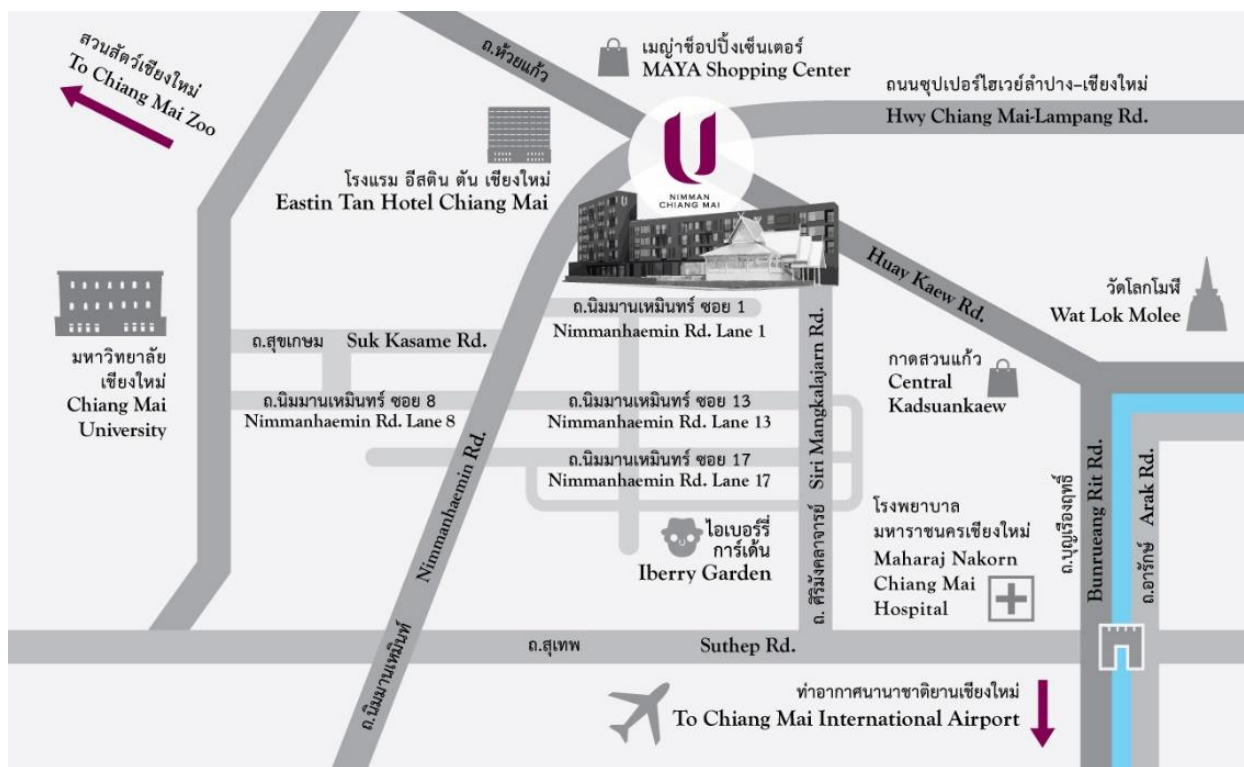 สวนสัตว์เชียงใหม่
To Chiang Mai Zoo
ถ.ห้วยแก้ว
เมญ่าช็อปปิ้งเซ็นเตอร์
MAYA Shopping Center
ถนนซุปเปอร์ไฮเวย์ลำปาง-เชียงใหม่
Hwy Chiang Mai-Lampang Rd.
โรงแรม อีสติน ตัน เชียงใหม่
Eastin Tan Hotel Chiang Mai
U
NIMMAN
CHIANG MAI
Huay Kaew Rd.
วัดโลกโมฬี
Wat Lok Molee
มหาวิทยาลัย
เชียงใหม่
Chiang Mai
University
ถ.สุขเกษม Suk Kasame Rd.
ถ.นิมมานเหมินทร์ ซอย 1
Nimmanhaemin Rd. Lane 1
ถ.นิมมานเหมินทร์ ซอย 8
Nimmanhaemin Rd. Lane 8
ถ.นิมมานเหมินทร์ ซอย 13
Nimmanhaemin Rd. Lane 13
ถ.นิมมานเหมินทร์ ซอย 17
Nimmanhaemin Rd. Lane 17
กาดสวนแก้ว
Central
Kadsuankaew
ถ.นิมมานเหมินท์ Nimmanhaemin Rd.
ไอเบอร์รี่
การ์เด้น
Iberry Garden
ถ. ศิริมังคลาจารย์ Siri Mangkalajarn Rd.
โรงพยาบาล
มหาราชนครเชียงใหม่
Maharaj Nakorn
Chiang Mai
Hospital
ถ.บุญเรืองฤทธิ์
Bunrueang Rit Rd.
ถ.อารักษ์ Arak Rd.
ถ.สุเทพ Suthep Rd.
ท่าอากาศนานาชาติยานเชียงใหม่
To Chiang Mai International Airport